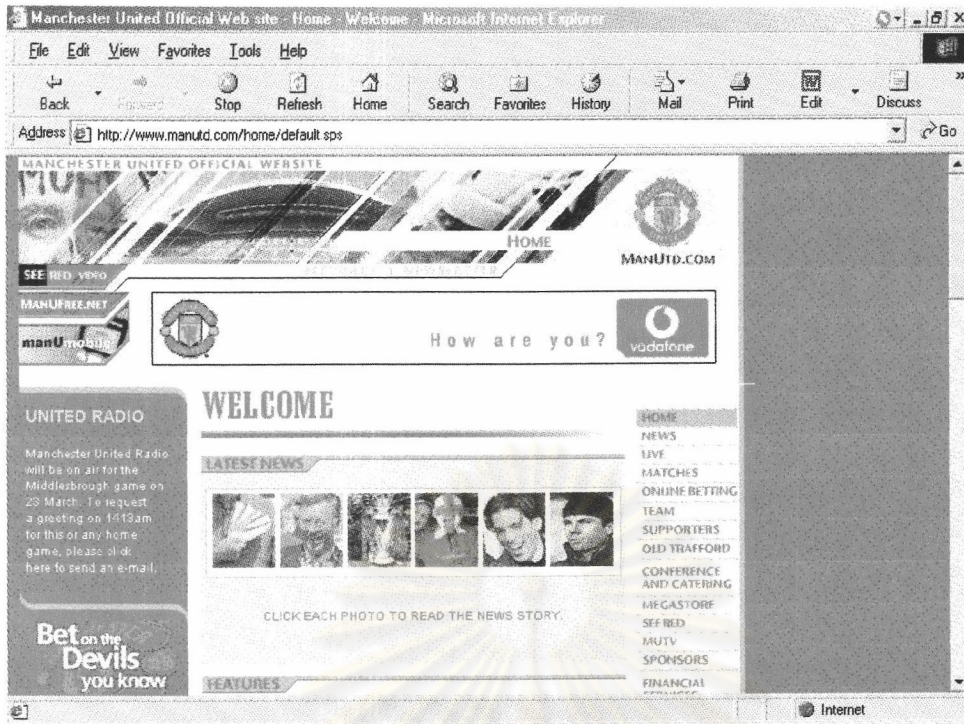 Manchester United Official Web site - Home - Welcome - Microsoft Internet Explorer
File Edit View Favorites Tools Help
Back Forward Stop Refresh Home Search Favorites History Mail Print Edit Discuss
Address http://www.manutd.com/home/default.sps Go
MANCHESTER UNITED OFFICIAL WEBSITE
HOME
MANUTD.COM
SEE RED VIDEO
MANUFREE.NET
manUmobile
How are you?
vodafone
WELCOME
UNITED RADIO
Manchester United Radio
will be on air for the
Middlesbrough game on
23 March. To request
a greeting on 1413am
for this or any home
game, please click
here to send an e-mail.
Bet on the
Devils
you know
LATEST NEWS
CLICK EACH PHOTO TO READ THE NEWS STORY.
FEATURES
HOME
NEWS
LIVE
MATCHES
ONLINE BETTING
TEAM
SUPPORTERS
OLD TRAFFORD
CONFERENCE
AND CATERING
MEGASTORE
SEE RED
MUTV
SPONSORS
FINANCIAL
SERVICES
Internet